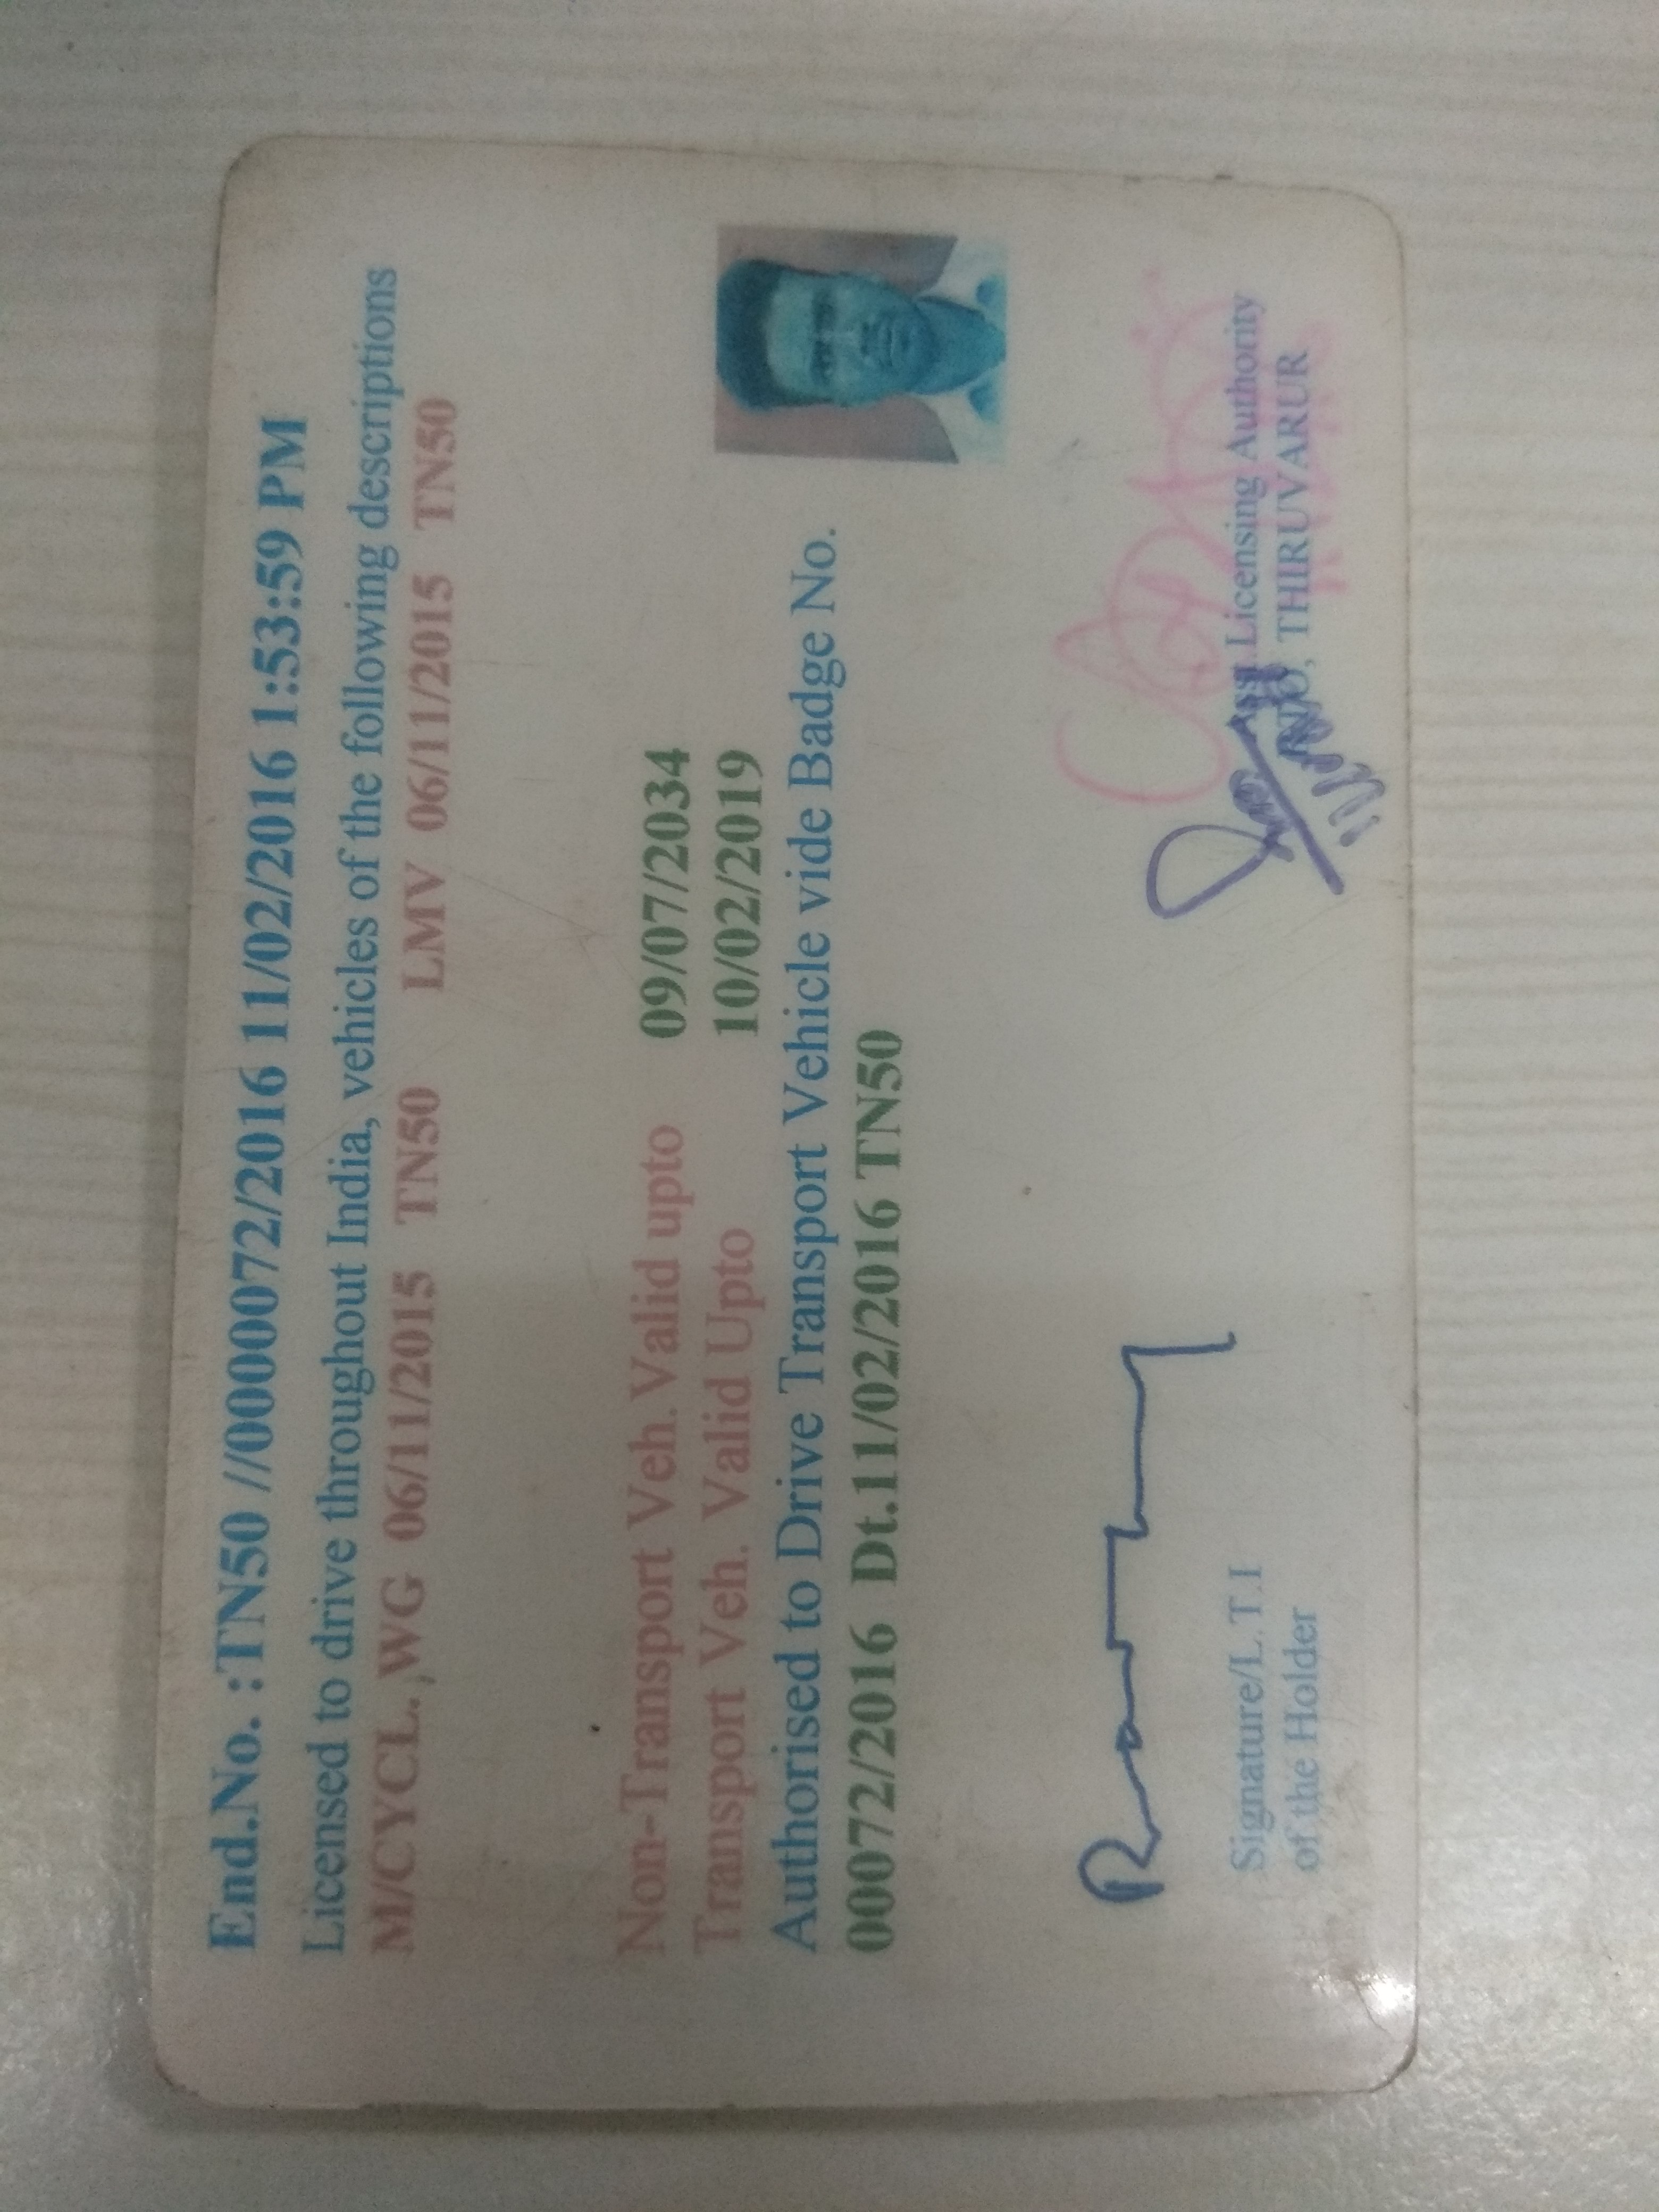 End.No. :TN50 //0000072/2016 11/02/2016 1:53:59 PM
Licensed to drive throughout India, vehicles of the following descriptions
M/CYCL. WG 06/11/2015 TN50 LMV 06/11/2015 TN50
Non-Transport Veh. Valid upto 09/07/2034
Transport Veh. Valid Upto 10/02/2019
Authorised to Drive Transport Vehicle vide Badge No.
00072/2016 Dt.11/02/2016 TN50
Signature/L.T.I
of the Holder
Licensing Authority
THIRUVARUR